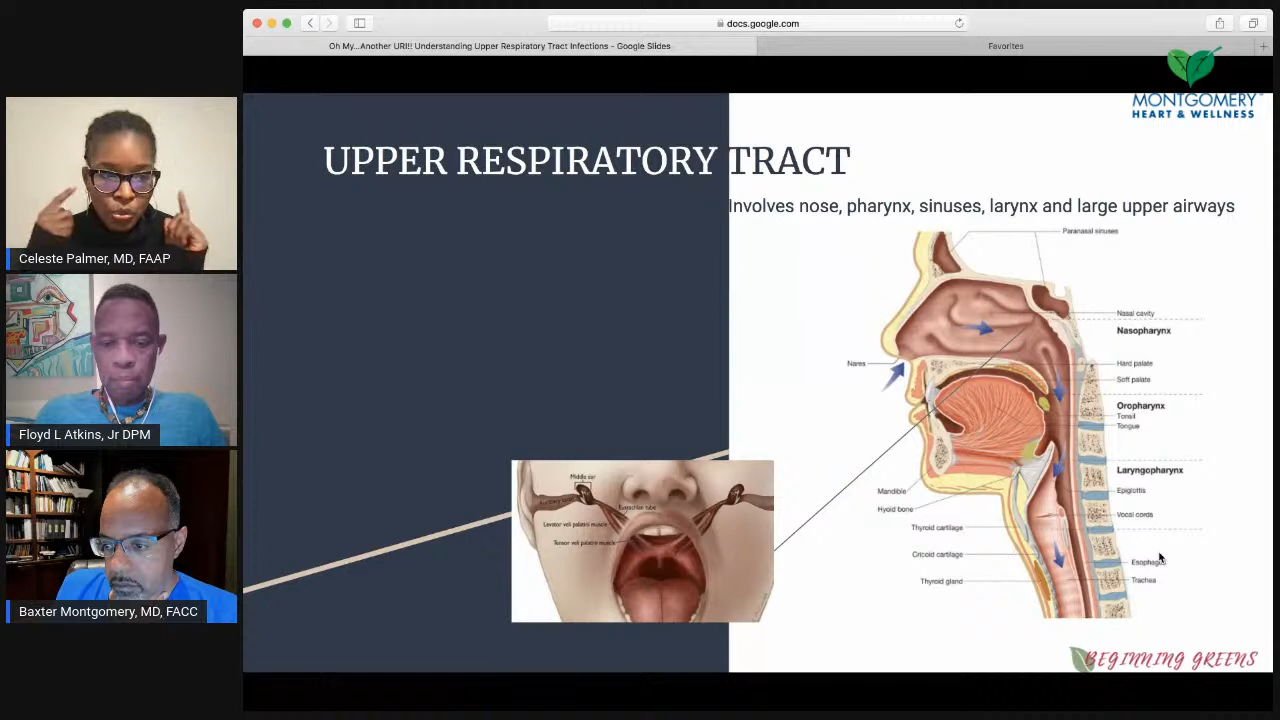 docs.google.com
Oh My...Another URI!! Understanding Upper Respiratory Tract Infections - Google Slides
Favorites
MONTGOMERY
HEART & WELLNESS
UPPER RESPIRATORY TRACT
Involves nose, pharynx, sinuses, larynx and large upper airways
Paranasal sinuses
Nasal cavity
Nasopharynx
Nares
Hard palate
Soft palate
Oropharynx
Tonsil
Tongue
Laryngopharynx
Mandible
Epiglottis
Hyoid bone
Vocal cords
Thyroid cartilage
Cricoid cartilage
Esophagus
Thyroid gland
Trachea
Middle ear
Eustachian tube
Levator veli palatini muscle
Tensor veli palatini muscle
Celeste Palmer, MD, FAAP
Floyd L Atkins, Jr DPM
Baxter Montgomery, MD, FACC
BEGINNING GREENS